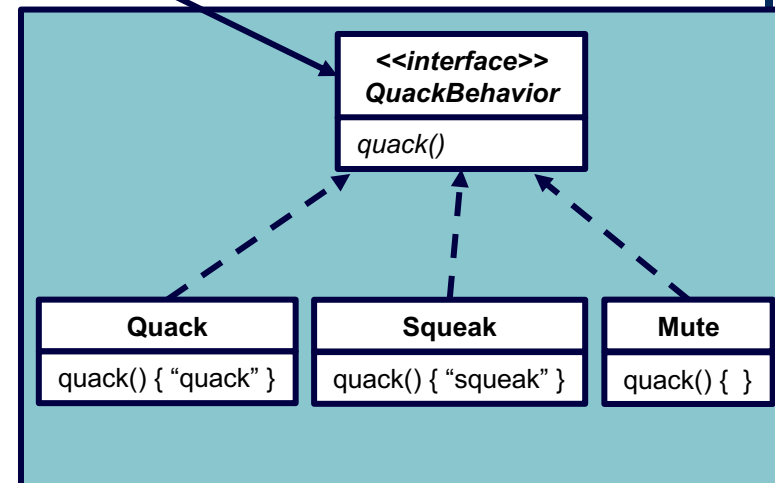 <<interface>>
QuackBehavior
quack()
Quack
Squeak
Mute
quack() { “quack” }
quack() { “squeak” }
quack() {  }